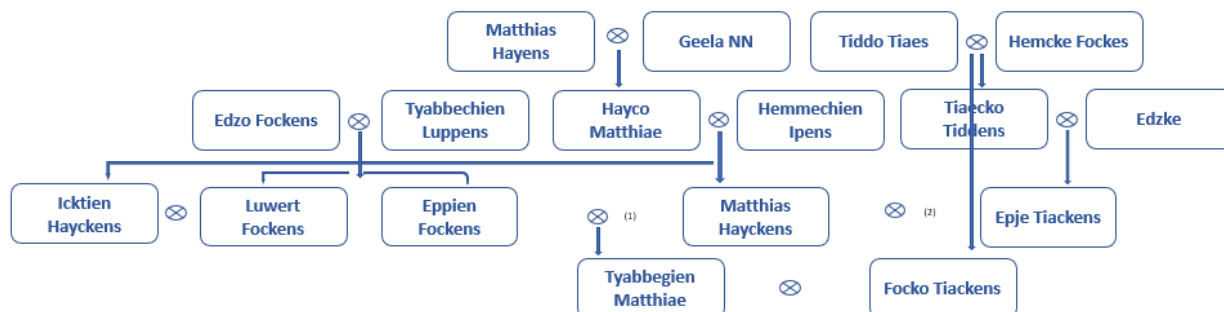 Matthias
Hayens
Geela NN
Tiddo Tiaes
Hemcke Fockes
Edzo Fockens
Tyabbechien
Luppens
Hayco
Matthiae
Hemmechien
Ipens
Tiaecko
Tiddens
Edzke
Icktien
Hayckens
Luwert
Fockens
Eppien
Fockens
(1)
Matthias
Hayckens
(2)
Epje Tiackens
Tyabbegien
Matthiae
Focko Tiackens